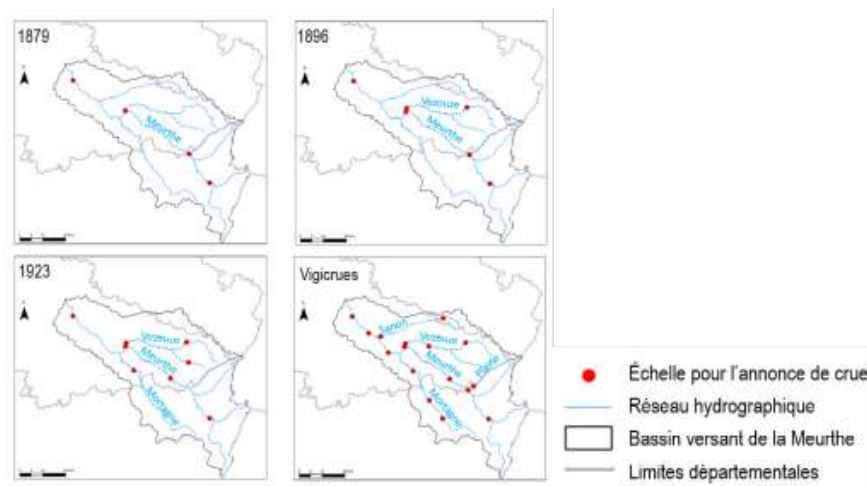 1879
Meurthe
1896
Vezouze
Meurthe
1923
Vezouze
Meurthe
Mortagne
Vigicrues
Sanon
Vezouze
Meurthe
Plaine
Mortagne
Échelle pour l'annonce de crue
Réseau hydrographique
Bassin versant de la Meurthe
Limites départementales